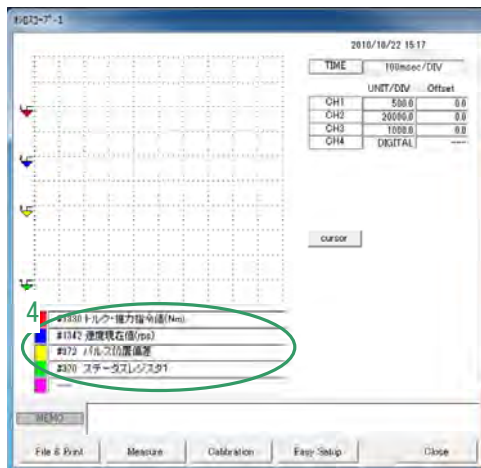 ｵｼﾛｽｺｰﾌﾟ-1
2010/10/22 15:17
TIME 100msec/DIV
UNIT/DIV Offset
CH1 500.0 0.0
CH2 20000.0 0.0
CH3 1000.0 0.0
CH4 DIGITAL ----
cursor
4
#1330 トルク・推力指令値(Nm)
#1342 速度現在値(rps)
#372 パルス位置偏差
#320 ステータスレジスタ1
----
MEMO
File & Print Measure Calibration Easy Setup Close